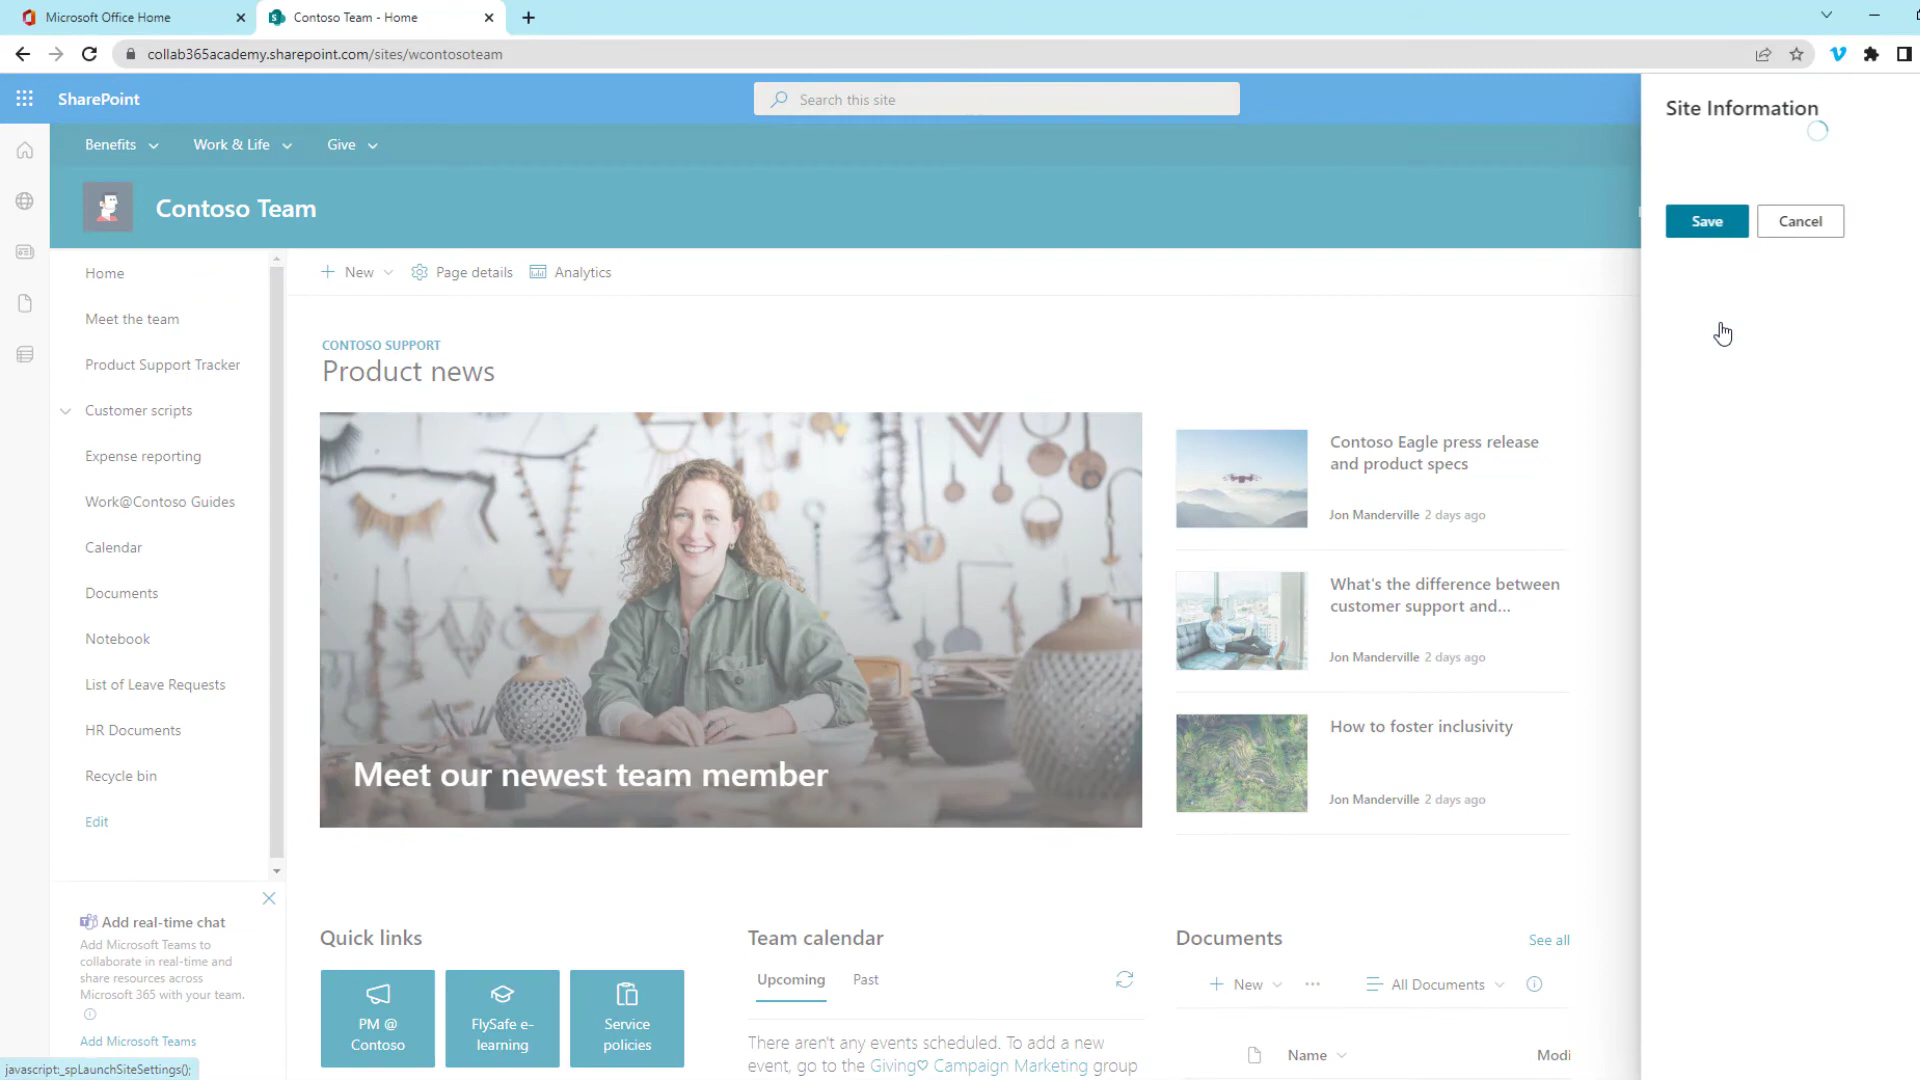 Microsoft Office Home
Contoso Team - Home
collab365academy.sharepoint.com/sites/wcontosoteam
SharePoint
Search this site
Site Information
Benefits
Work & Life
Give
Contoso Team
Save
Cancel
Home
Meet the team
Product Support Tracker
Customer scripts
Expense reporting
Work@Contoso Guides
Calendar
Documents
Notebook
List of Leave Requests
HR Documents
Recycle bin
Edit
New
Page details
Analytics
CONTOSO SUPPORT
Product news
Meet our newest team member
Contoso Eagle press release
and product specs
Jon Manderville 2 days ago
What's the difference between
customer support and...
Jon Manderville 2 days ago
How to foster inclusivity
Jon Manderville 2 days ago
Add real-time chat
Add Microsoft Teams to
collaborate in real-time and
share resources across
Microsoft 365 with your team.
Add Microsoft Teams
javascript:_spLaunchSiteSettings();
Quick links
PM @
Contoso
FlySafe e-
learning
Service
policies
Team calendar
Upcoming
Past
There aren't any events scheduled. To add a new
event, go to the Giving♡ Campaign Marketing group
Documents
See all
New
All Documents
Name
Modi